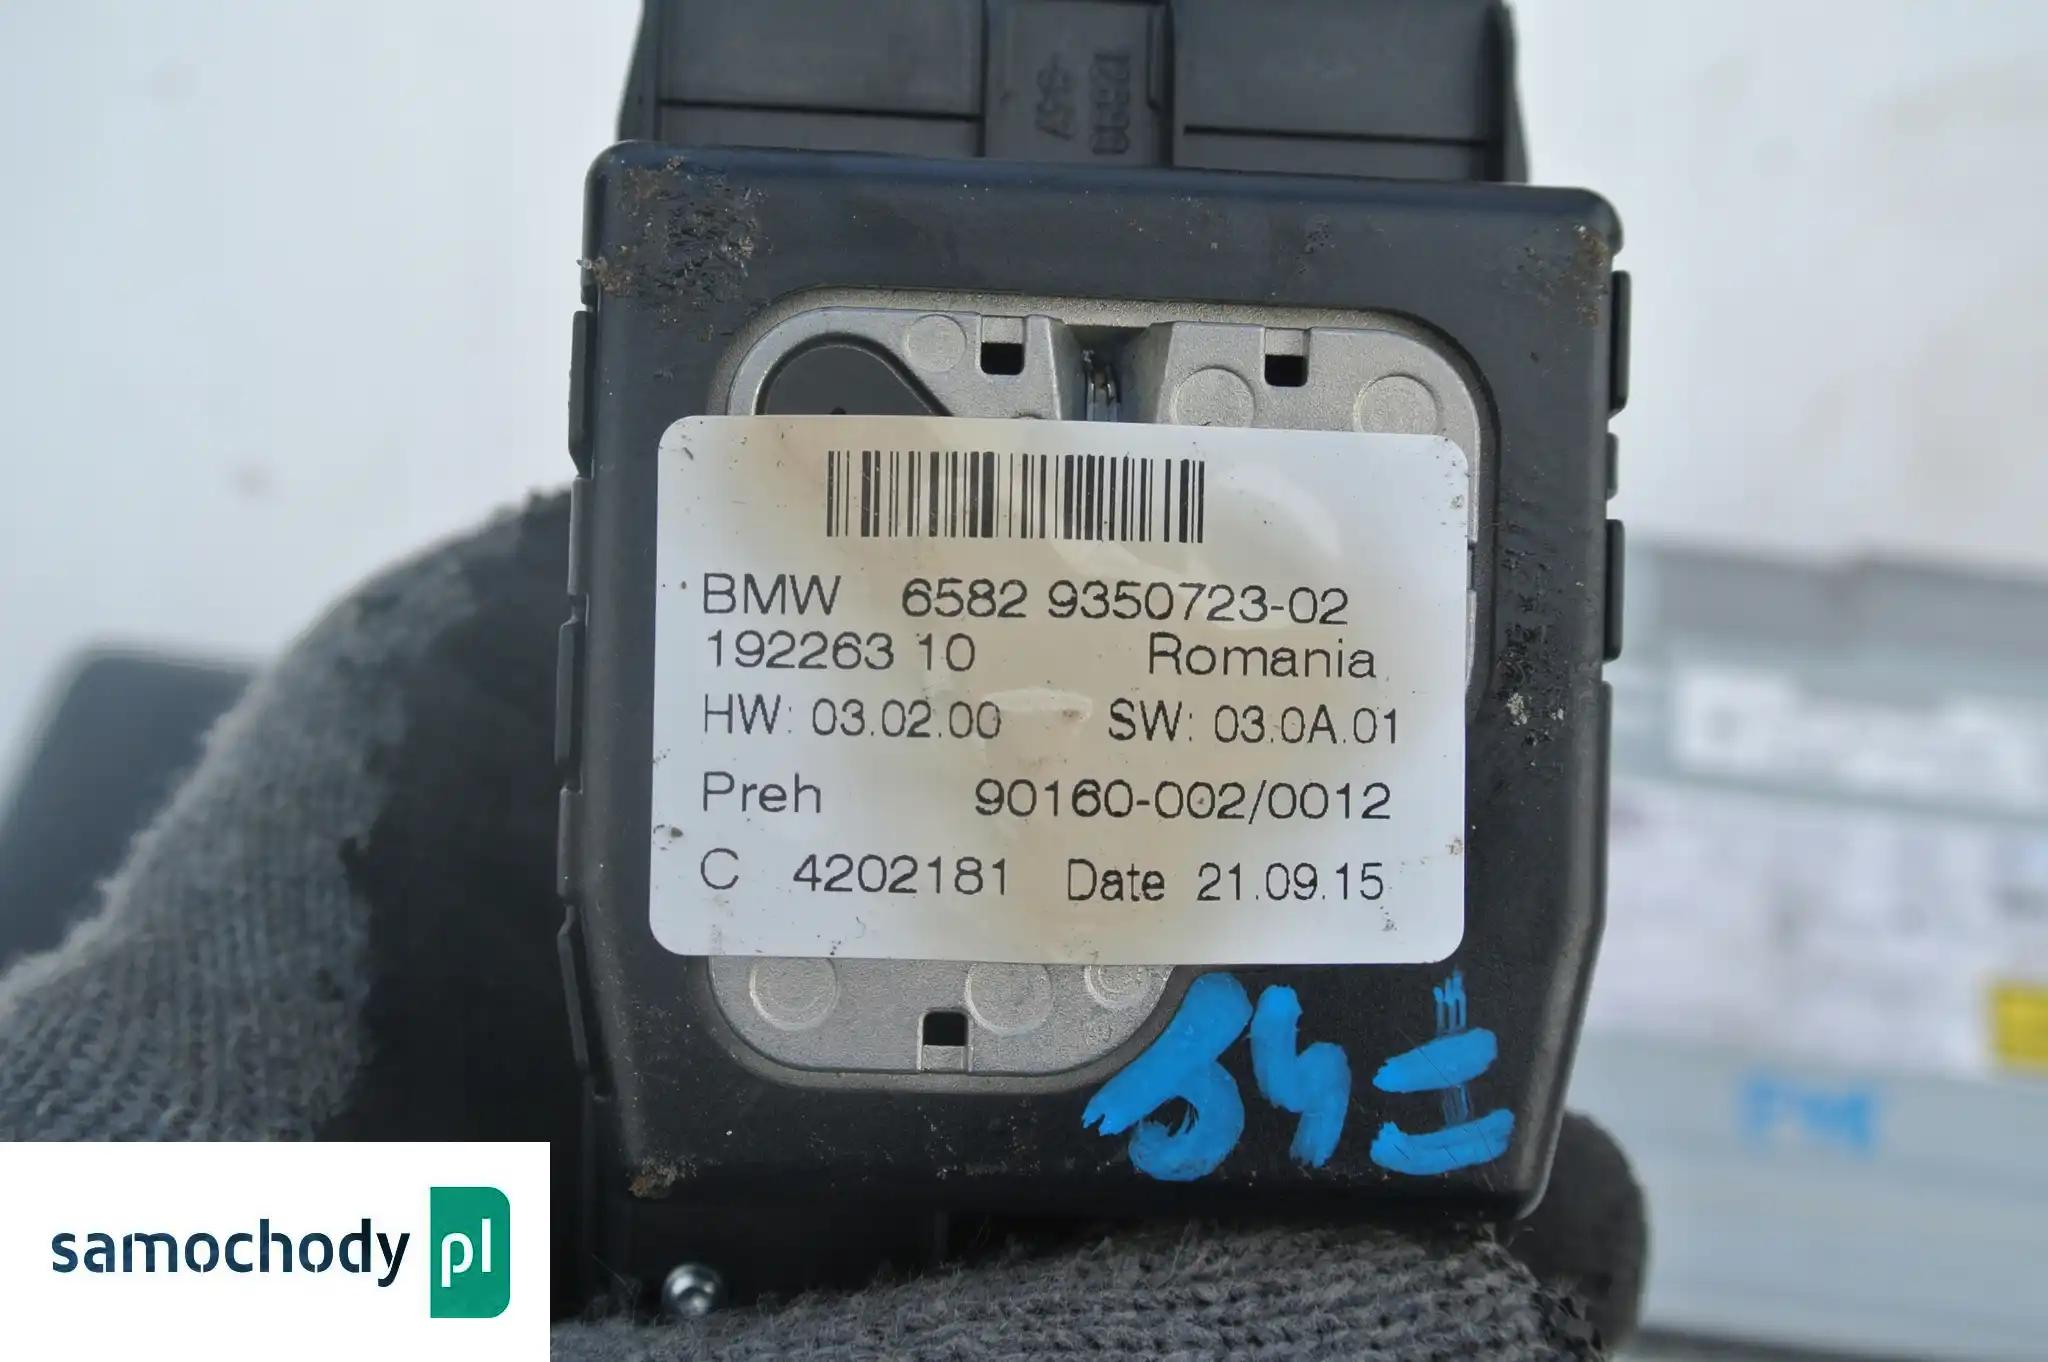 BMW 6582 9350723-02
192263 10 Romania
HW: 03.02.00 SW: 03.0A.01
Preh 90160-002/0012
C 4202181 Date 21.09.15
samochody pl